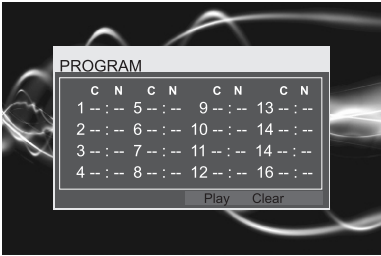 PROGRAM
C N C N C N C N
1 -- : -- 5 -- : -- 9 -- : -- 13 -- : --
2 -- : -- 6 -- : -- 10 -- : -- 14 -- : --
3 -- : -- 7 -- : -- 11 -- : -- 14 -- : --
4 -- : -- 8 -- : -- 12 -- : -- 16 -- : --
Play Clear